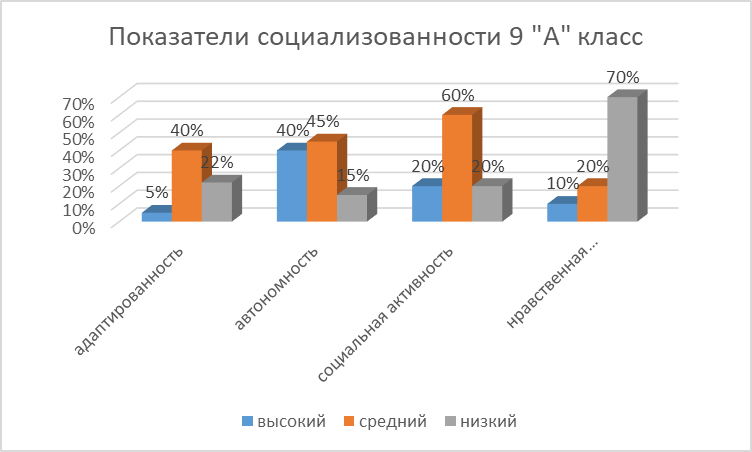 Показатели социализованности 9 "А" класс
70%
60%
50%
40%
30%
20%
10%
0%
5%
40%
22%
40%
45%
15%
20%
60%
20%
10%
20%
70%
адаптированность
автономность
социальная активность
нравственная...
высокий
средний
низкий